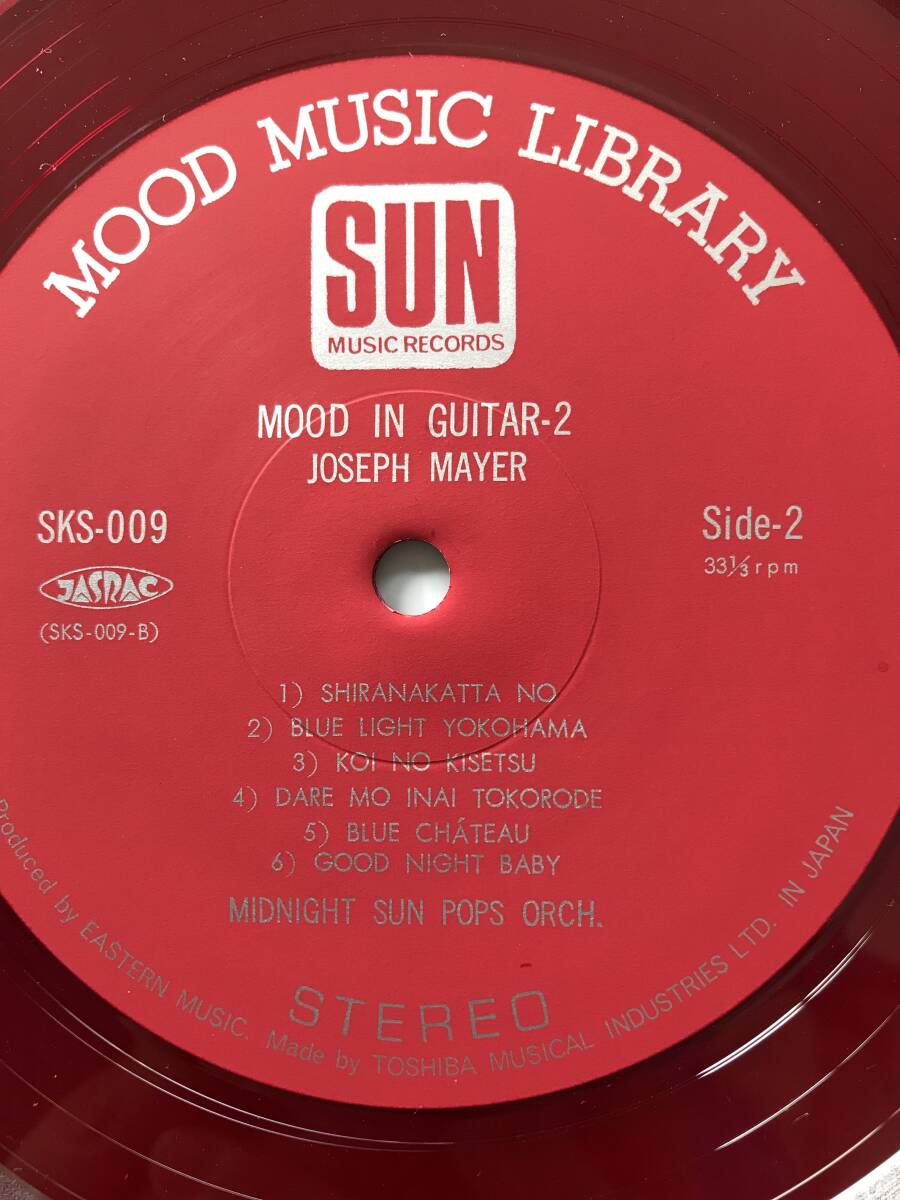 MOOD MUSIC LIBRARY
SUN
MUSIC RECORDS
MOOD IN GUITAR-2
JOSEPH MAYER
SKS-009
JASRAC
(SKS-009-B)
Side-2
33⅓ rpm
1) SHIRANAKATTA NO
2) BLUE LIGHT YOKOHAMA
3) KOI NO KISETSU
4) DARE MO INAI TOKORODE
5) BLUE CHÁTEAU
6) GOOD NIGHT BABY
MIDNIGHT SUN POPS ORCH.
STEREO
Produced by EASTERN MUSIC. Made by TOSHIBA MUSICAL INDUSTRIES LTD. IN JAPAN